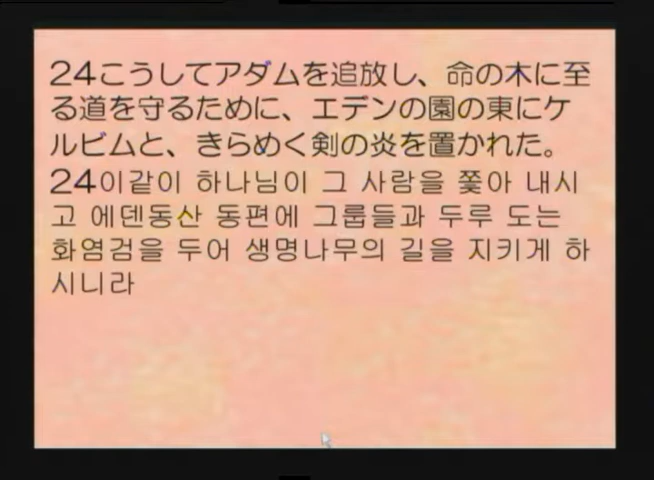 24こうしてアダムを追放し、命の木に至
る道を守るために、エデンの園の東にケ
ルビムと、きらめく剣の炎を置かれた。
24이같이 하나님이 그 사람을 쫓아 내시
고 에덴동산 동편에 그룹들과 두루 도는
화염검을 두어 생명나무의 길을 지키게 하
시니라